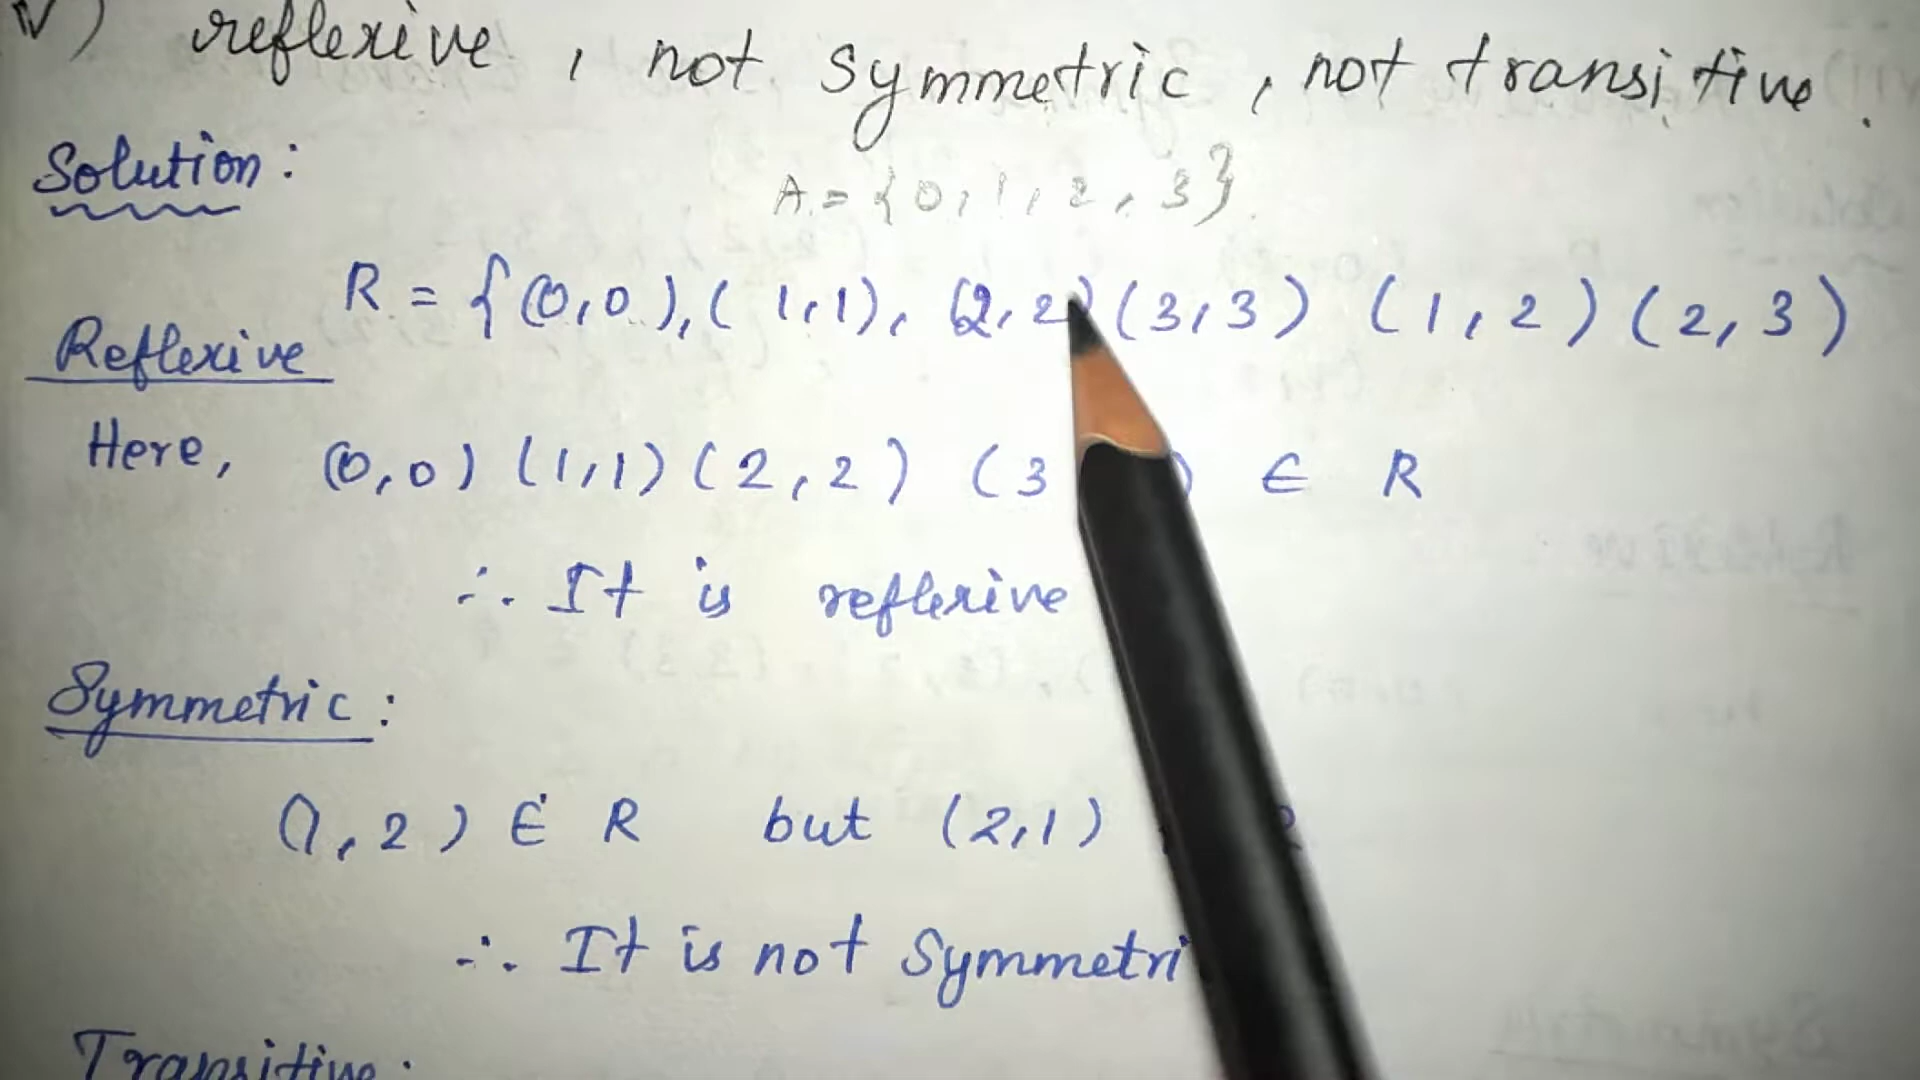 v) reflexive, not symmetric, not transitive.
Solution:
A = {0, 1, 2, 3}.
R = {(0,0), (1,1), (2,2) (3,3) (1,2) (2,3)
Reflexive
Here, (0,0) (1,1) (2,2) (3 ) ∈ R
∴ It is reflexive
Symmetric:
(1,2) ∈ R but (2,1) R
∴ It is not Symmetri
Transitive: